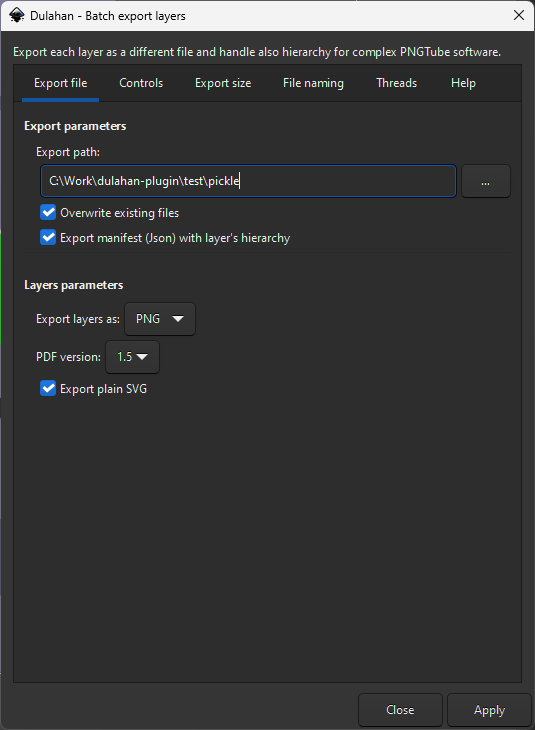 Dulahan - Batch export layers
Export each layer as a different file and handle also hierarchy for complex PNGTube software.
Export file Controls Export size File naming Threads Help
Export parameters
Export path:
C:\Work\dulahan-plugin\test\pickle ...
Overwrite existing files
Export manifest (Json) with layer's hierarchy
Layers parameters
Export layers as: PNG
PDF version: 1.5
Export plain SVG
Close Apply